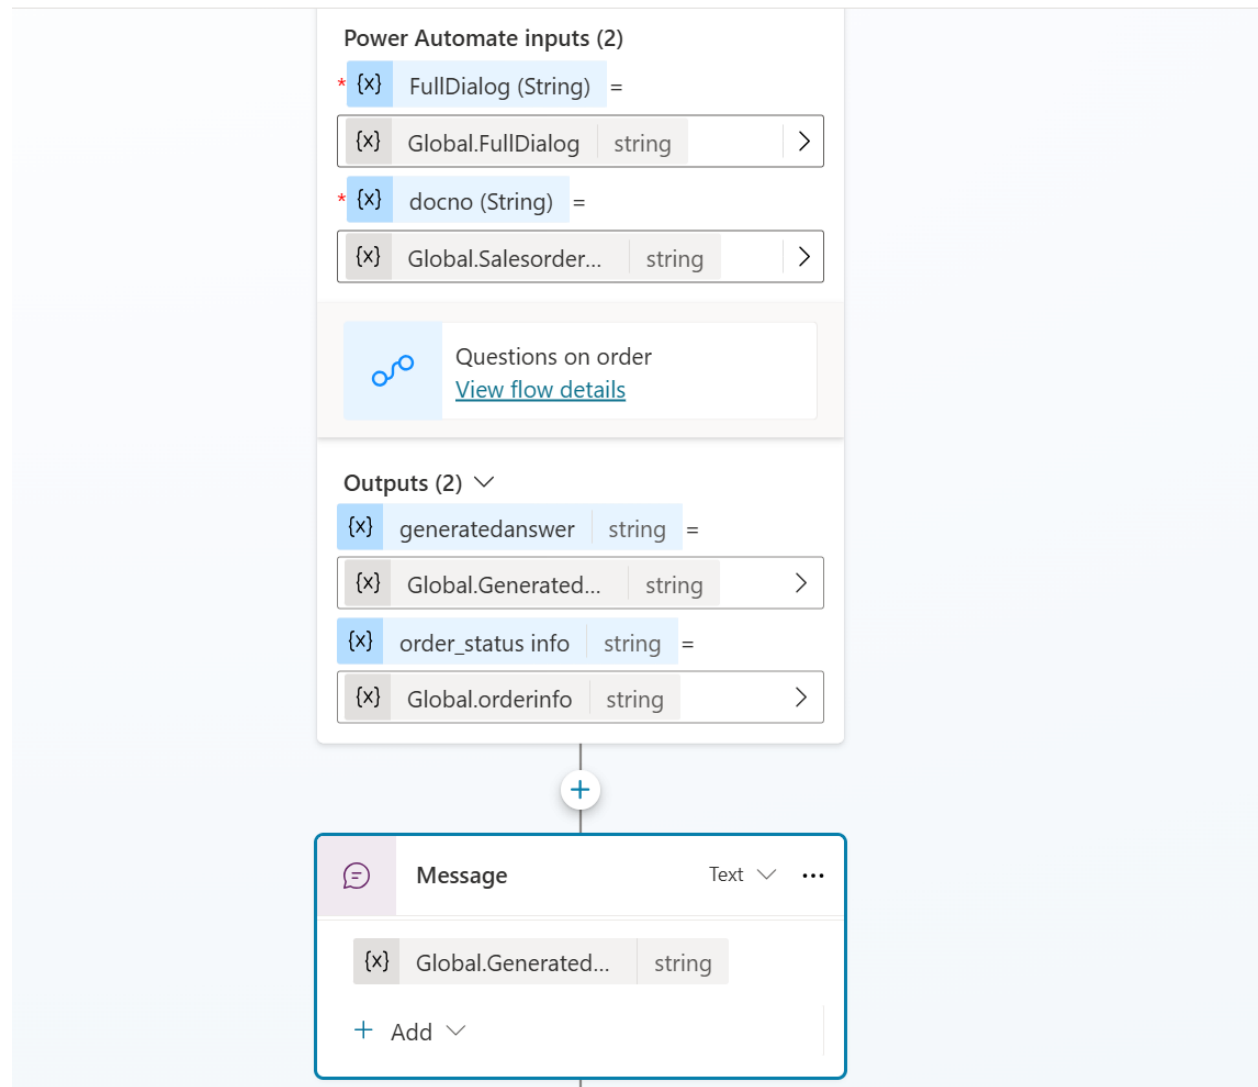 Power Automate inputs (2)
* {x} FullDialog (String) =
{x} Global.FullDialog string
* {x} docno (String) =
{x} Global.Salesorder... string
Questions on order
View flow details
Outputs (2)
{x} generatedanswer string =
{x} Global.Generated... string
{x} order_status info string =
{x} Global.orderinfo string
Message Text
{x} Global.Generated... string
+ Add